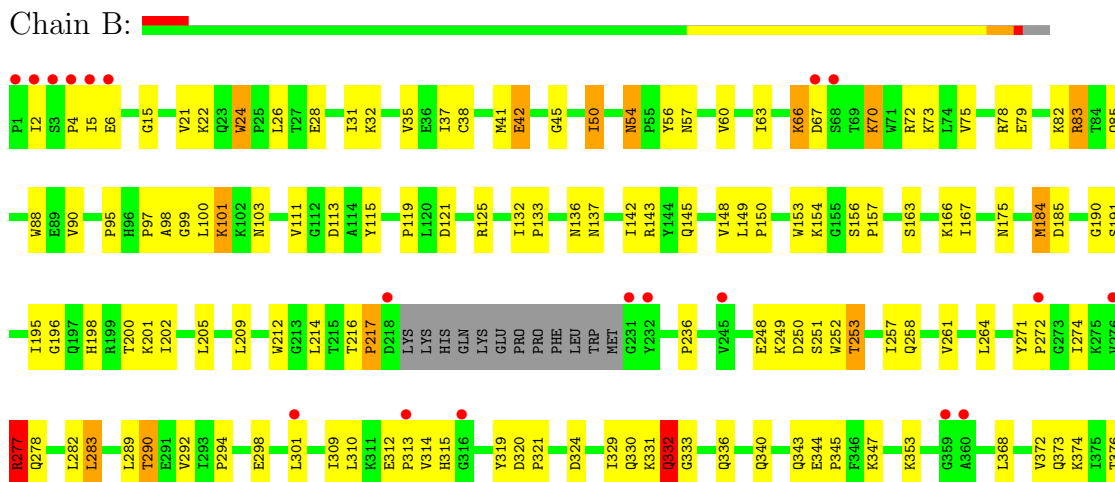 Chain B:
P1 I2 S3 P4 I5 E6 G15 V21 K22 Q23 W24 P25 L26 T27 E28 I31 K32 V35 E36 I37 C38 M41 E42 G45 I50 N54 P55 Y56 N57 V60 I63 K66 D67 S68 T69 K70 W71 R72 K73 L74 V75 R78 E79 K82 R83 T84 D85
W88 E89 V90 P95 H96 P97 A98 G99 L100 K101 K102 N103 V111 G112 D113 A114 Y115 P119 L120 D121 R125 I132 P133 N136 N137 I142 R143 Y144 Q145 V148 L149 P150 W153 K154 G155 S156 P157 S163 K166 I167 N175 M184 D185 G190 S191
I195 G196 Q197 H198 R199 T200 K201 I202 L205 L209 W212 G213 L214 T215 T216 P217 D218 LYS LYS HIS GLN LYS GLU PRO PRO PHE LEU TRP MET G231 Y232 P236 V245 E248 K249 D250 S251 W252 T253 I257 Q258 V261 L264 Y271 P272 G273 I274 K275 V276
R277 Q278 L282 L283 L289 T290 E291 V292 I293 P294 E298 L301 I309 L310 K311 E312 P313 V314 H315 G316 Y319 D320 P321 D324 I329 Q330 K331 Q332 G333 Q336 Q340 Q343 E344 P345 F346 K347 K353 G359 A360 L368 V372 Q373 K374 I375 T376